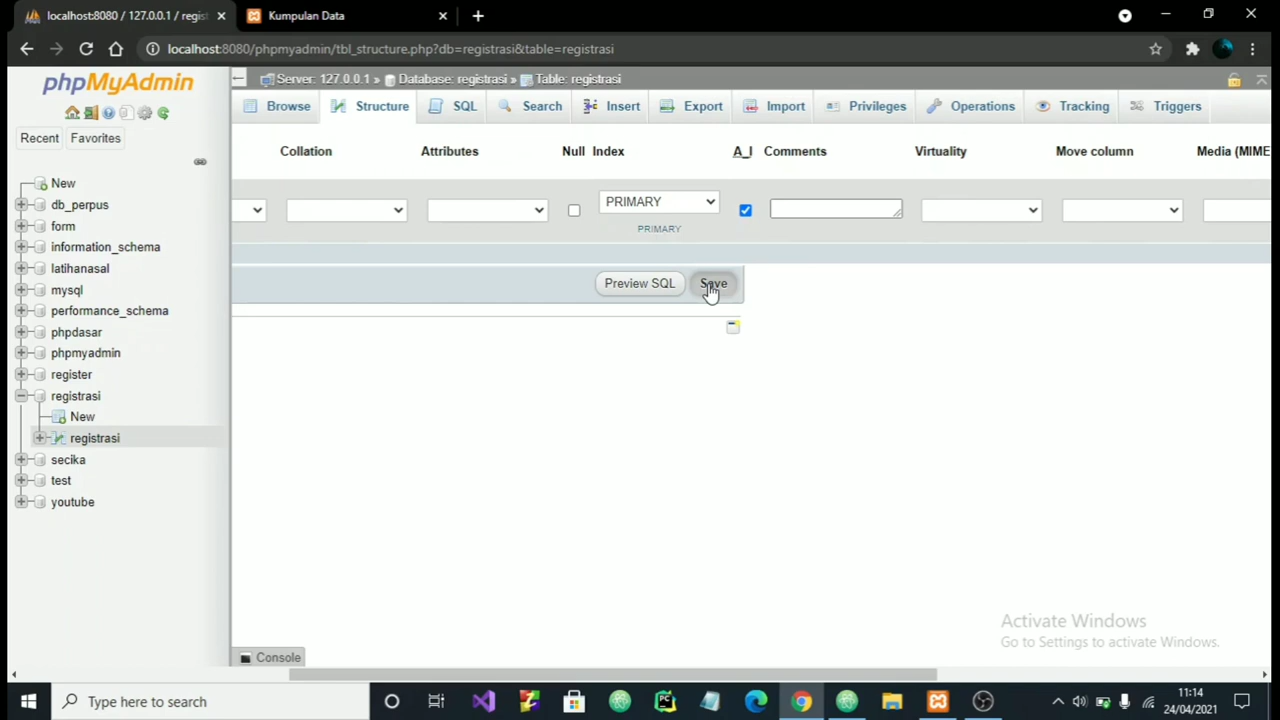 localhost:8080 / 127.0.0.1 / regist
Kumpulan Data
localhost:8080/phpmyadmin/tbl_structure.php?db=registrasi&table=registrasi
phpMyAdmin
Recent
Favorites
New
db_perpus
form
information_schema
latihanasal
mysql
performance_schema
phpdasar
phpmyadmin
register
registrasi
New
registrasi
secika
test
youtube
Server: 127.0.0.1 » Database: registrasi » Table: registrasi
Browse Structure SQL Search Insert Export Import Privileges Operations Tracking Triggers
Collation Attributes Null Index A_I Comments Virtuality Move column Media (MIME
PRIMARY
PRIMARY
Preview SQL Save
Console
Activate Windows
Go to Settings to activate Windows.
Type here to search
11:14
24/04/2021